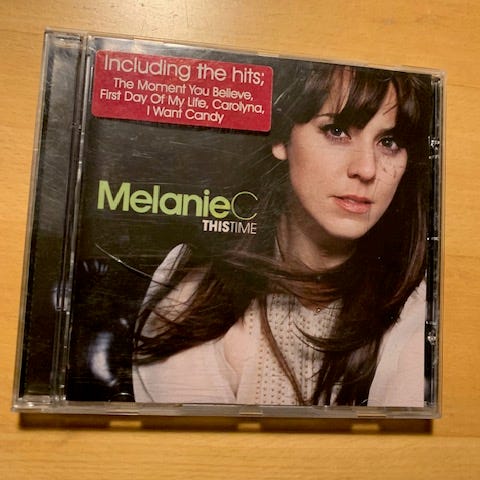 Including the hits;
The Moment You Believe,
First Day Of My Life, Carolyna,
I Want Candy
MelanieC
THISTIME